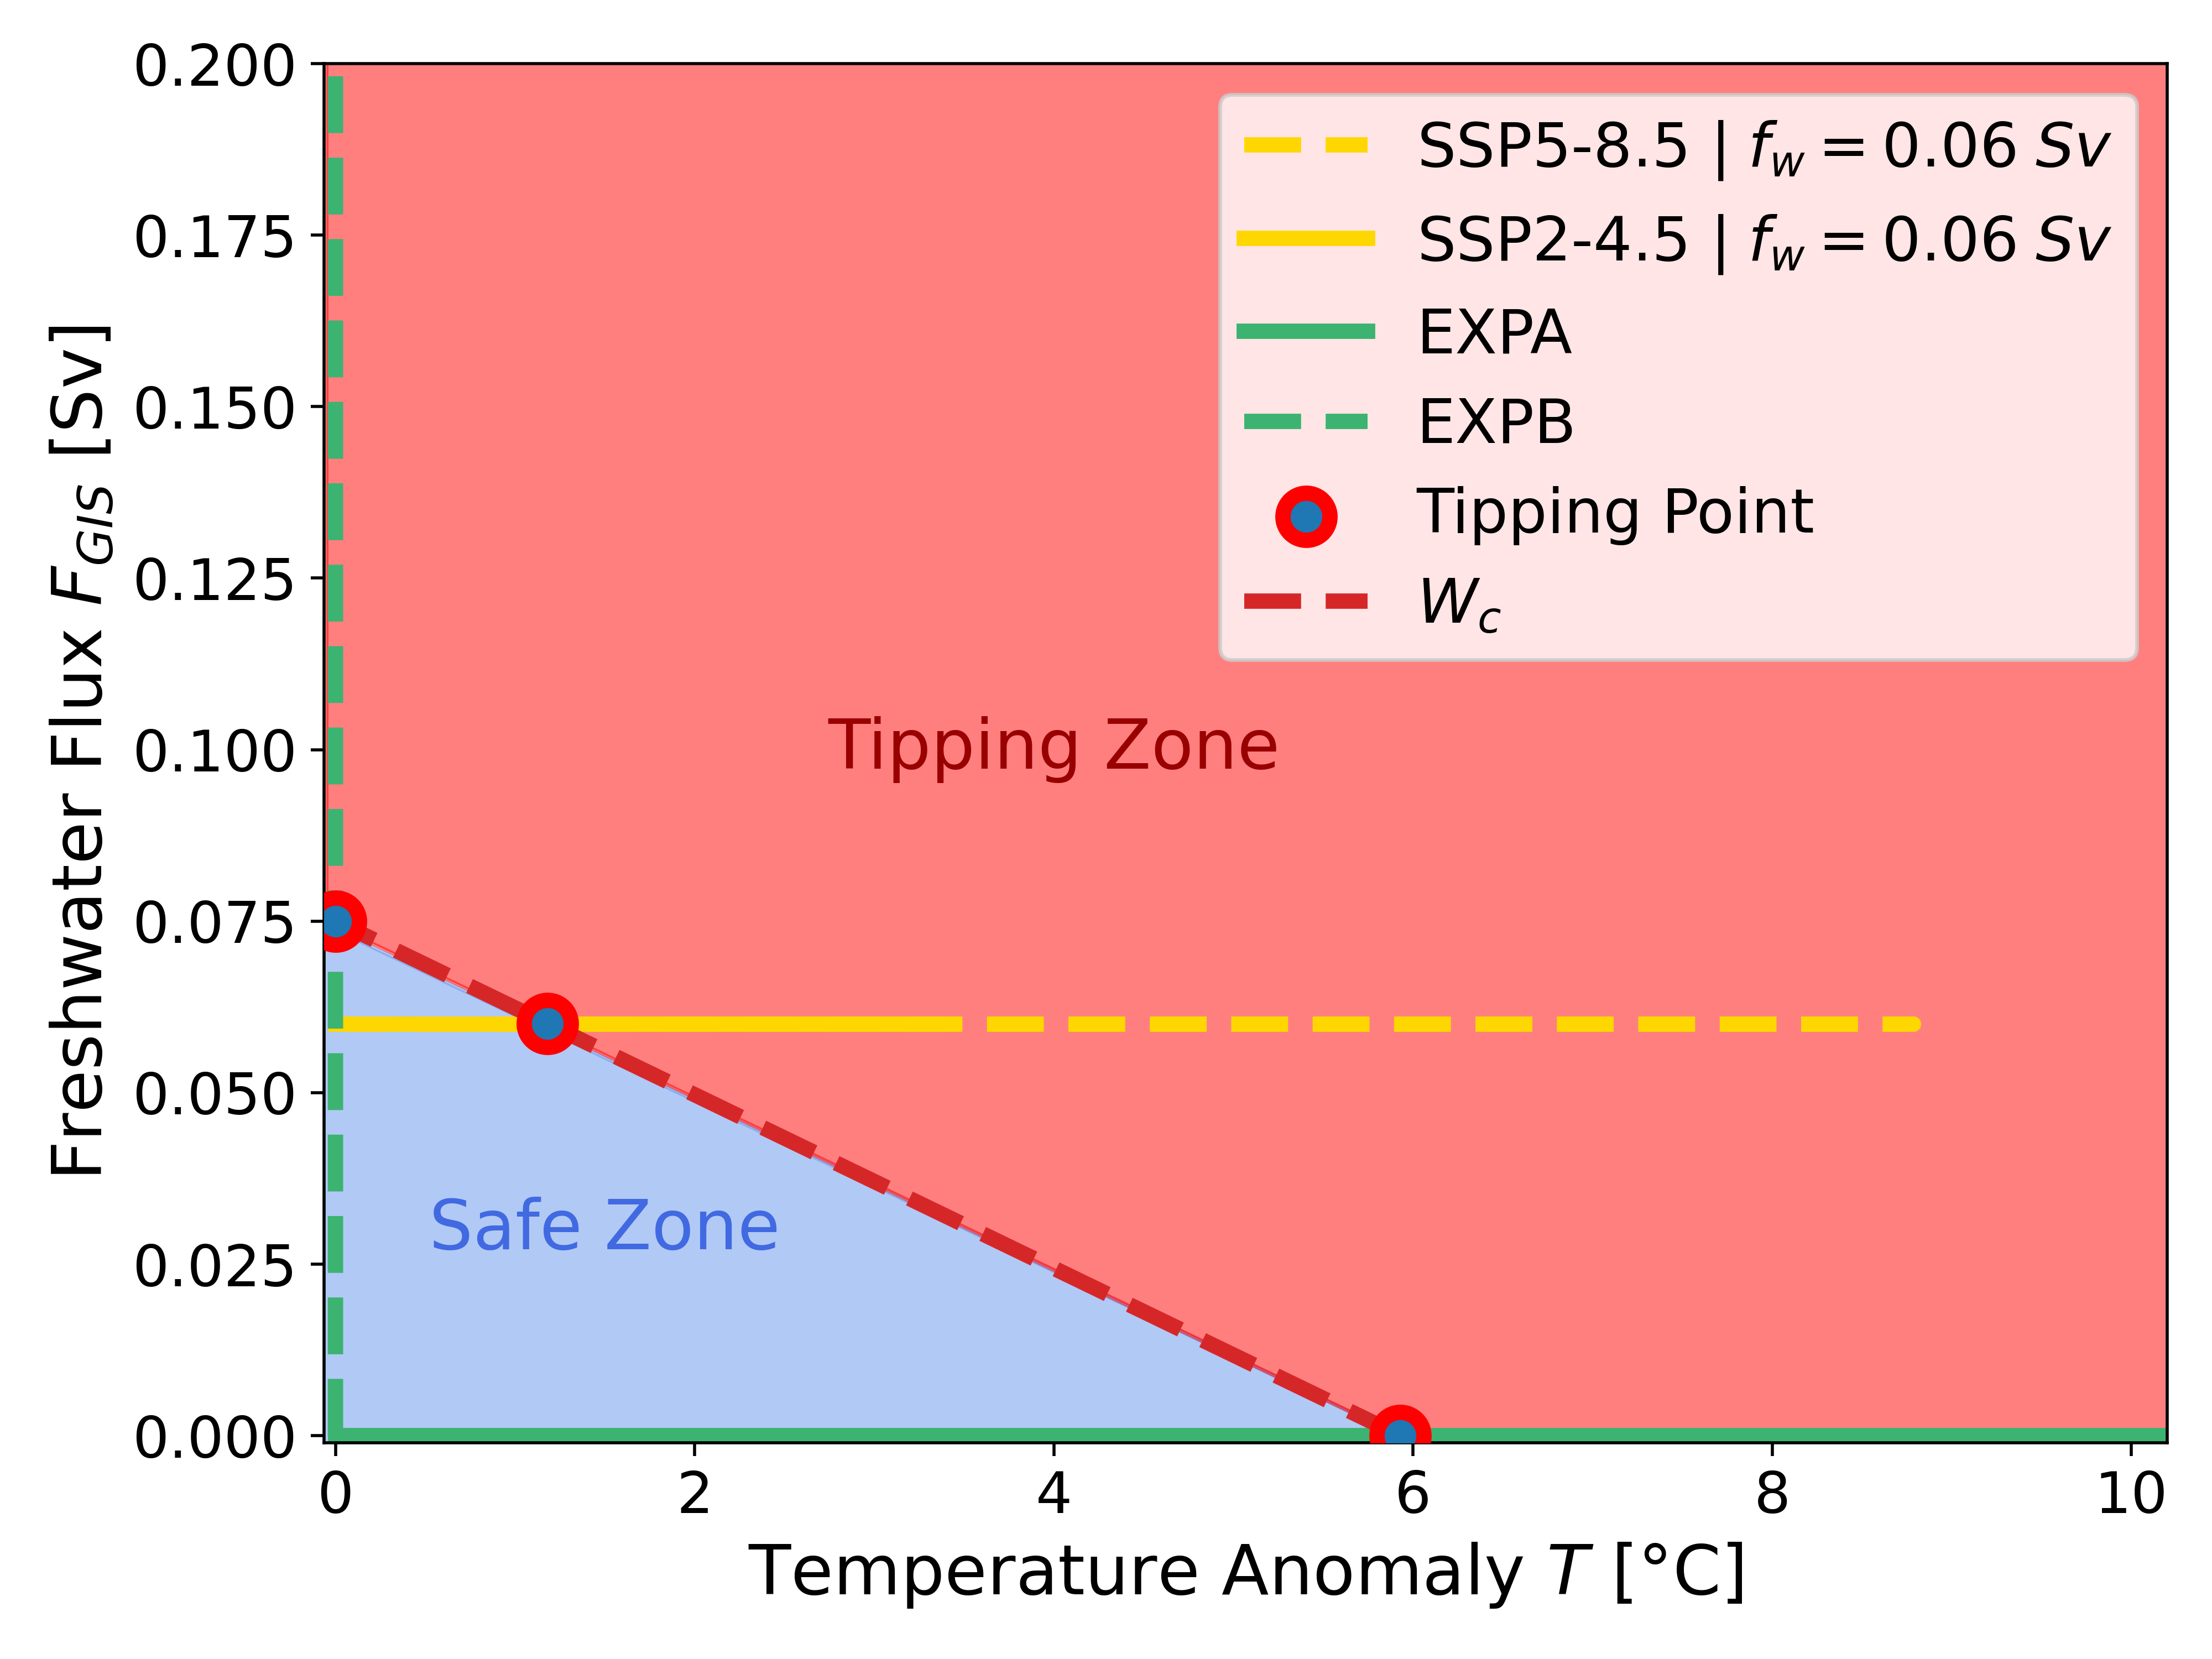 0.200
0.175
0.150
0.125
0.100
0.075
0.050
0.025
0.000
Freshwater Flux F_GIS [Sv]
SSP5-8.5 | f_w = 0.06 Sv
SSP2-4.5 | f_w = 0.06 Sv
EXPA
EXPB
Tipping Point
W_c
Tipping Zone
Safe Zone
0 2 4 6 8 10
Temperature Anomaly T [°C]